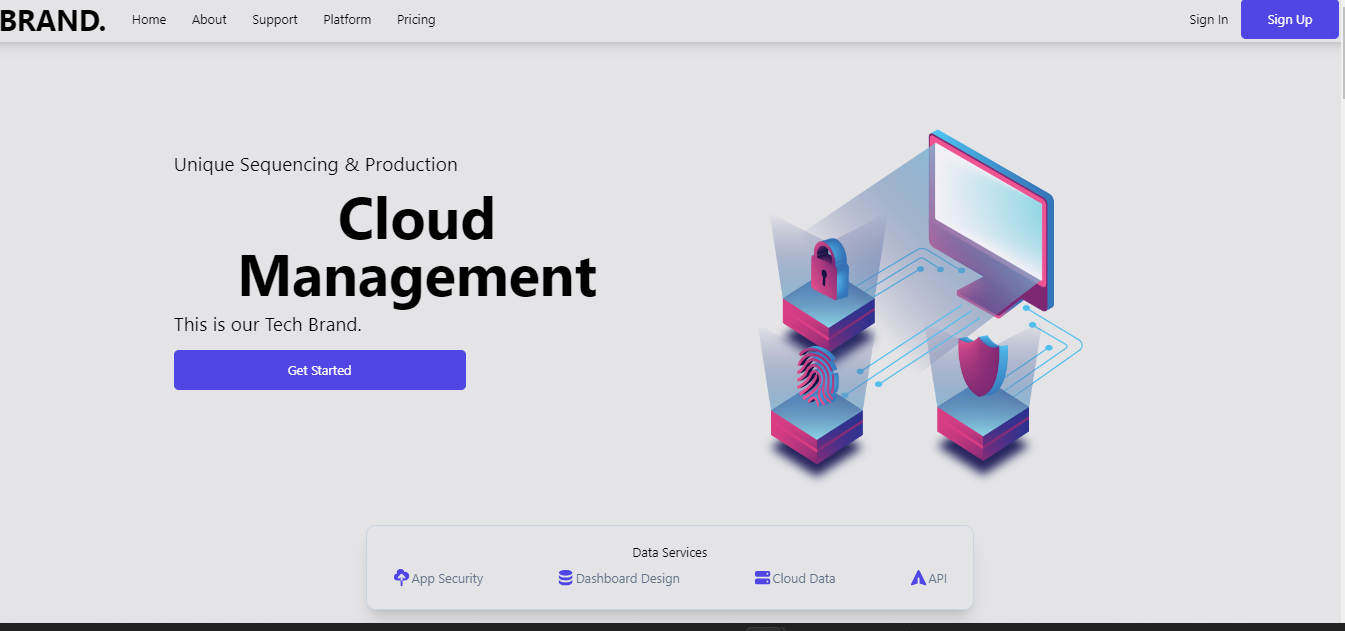 BRAND. Home About Support Platform Pricing Sign In Sign Up
Unique Sequencing & Production
Cloud
Management
This is our Tech Brand.
Get Started
Data Services
App Security Dashboard Design Cloud Data API